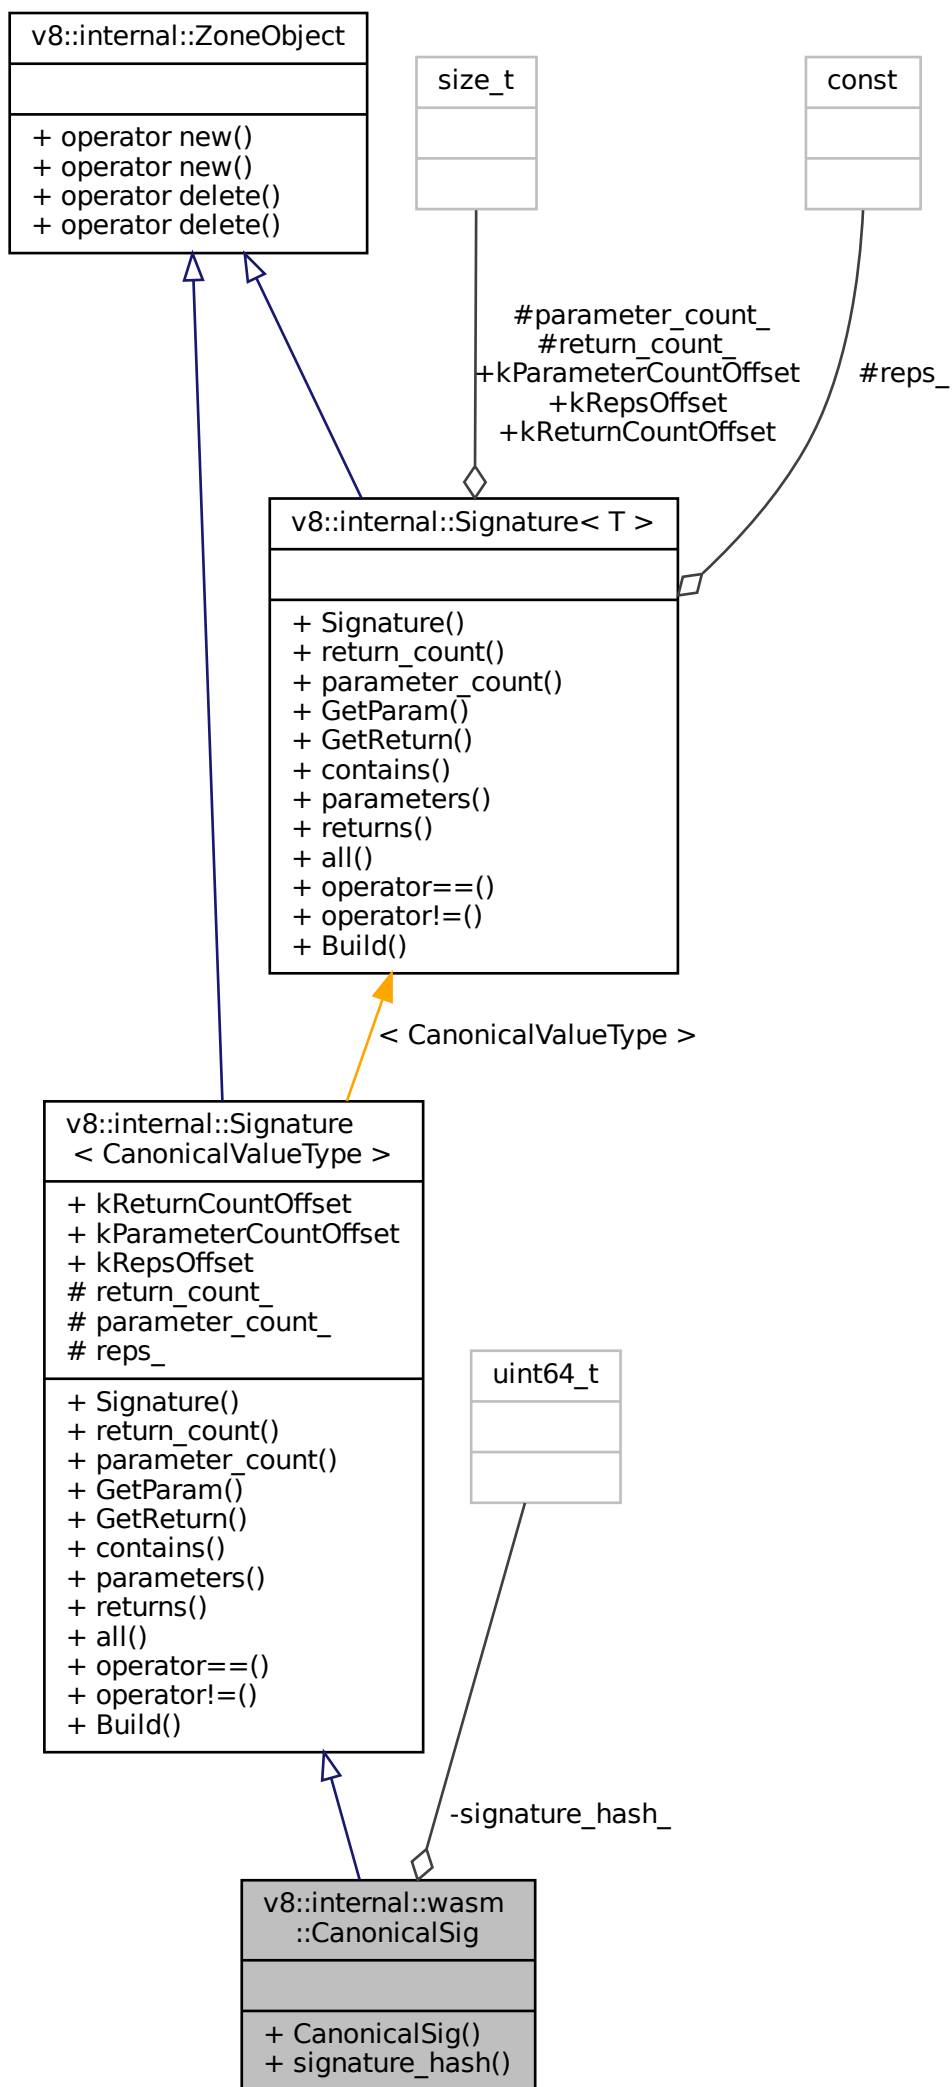 v8::internal::ZoneObject
+ operator new()
+ operator new()
+ operator delete()
+ operator delete()
size_t
const
#parameter_count_
#return_count_
+kParameterCountOffset
+kRepsOffset
+kReturnCountOffset
#reps_
v8::internal::Signature< T >
+ Signature()
+ return_count()
+ parameter_count()
+ GetParam()
+ GetReturn()
+ contains()
+ parameters()
+ returns()
+ all()
+ operator==()
+ operator!=()
+ Build()
< CanonicalValueType >
v8::internal::Signature
< CanonicalValueType >
+ kReturnCountOffset
+ kParameterCountOffset
+ kRepsOffset
# return_count_
# parameter_count_
# reps_
+ Signature()
+ return_count()
+ parameter_count()
+ GetParam()
+ GetReturn()
+ contains()
+ parameters()
+ returns()
+ all()
+ operator==()
+ operator!=()
+ Build()
uint64_t
-signature_hash_
v8::internal::wasm
::CanonicalSig
+ CanonicalSig()
+ signature_hash()